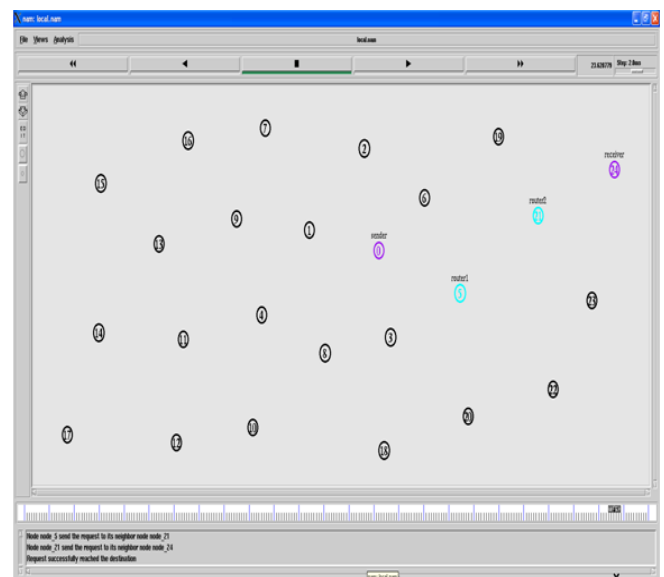 nam: local.nam
File Views Analysis
local.nam
23.628779 Step: 2.0ms
7
16
2
19
receiver
24
15
6
router2
21
9
1
sender
0
13
router1
5
23
4
14
11
3
8
22
20
10
17
12
18
Node node_5 send the request to its neighbor node node_21
Node node_21 send the request to its neighbor node node_24
Request successfully reached the destination